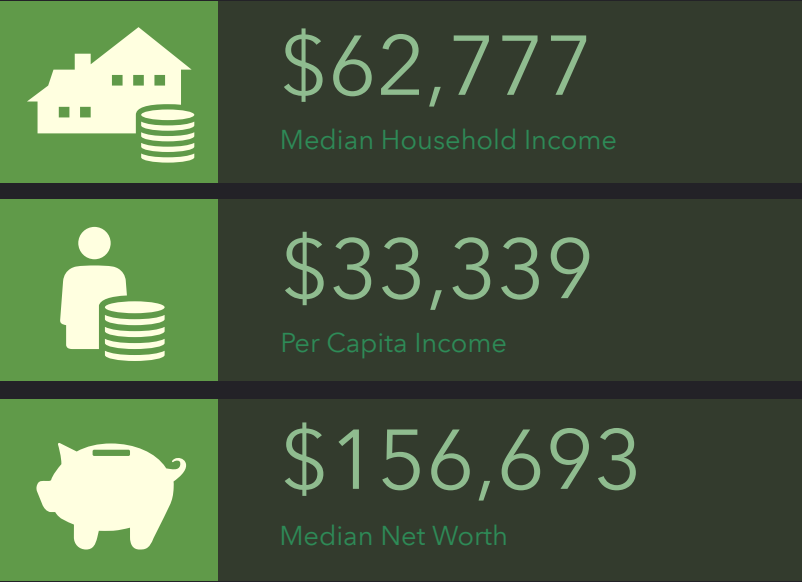 $62,777
Median Household Income
$33,339
Per Capita Income
$156,693
Median Net Worth